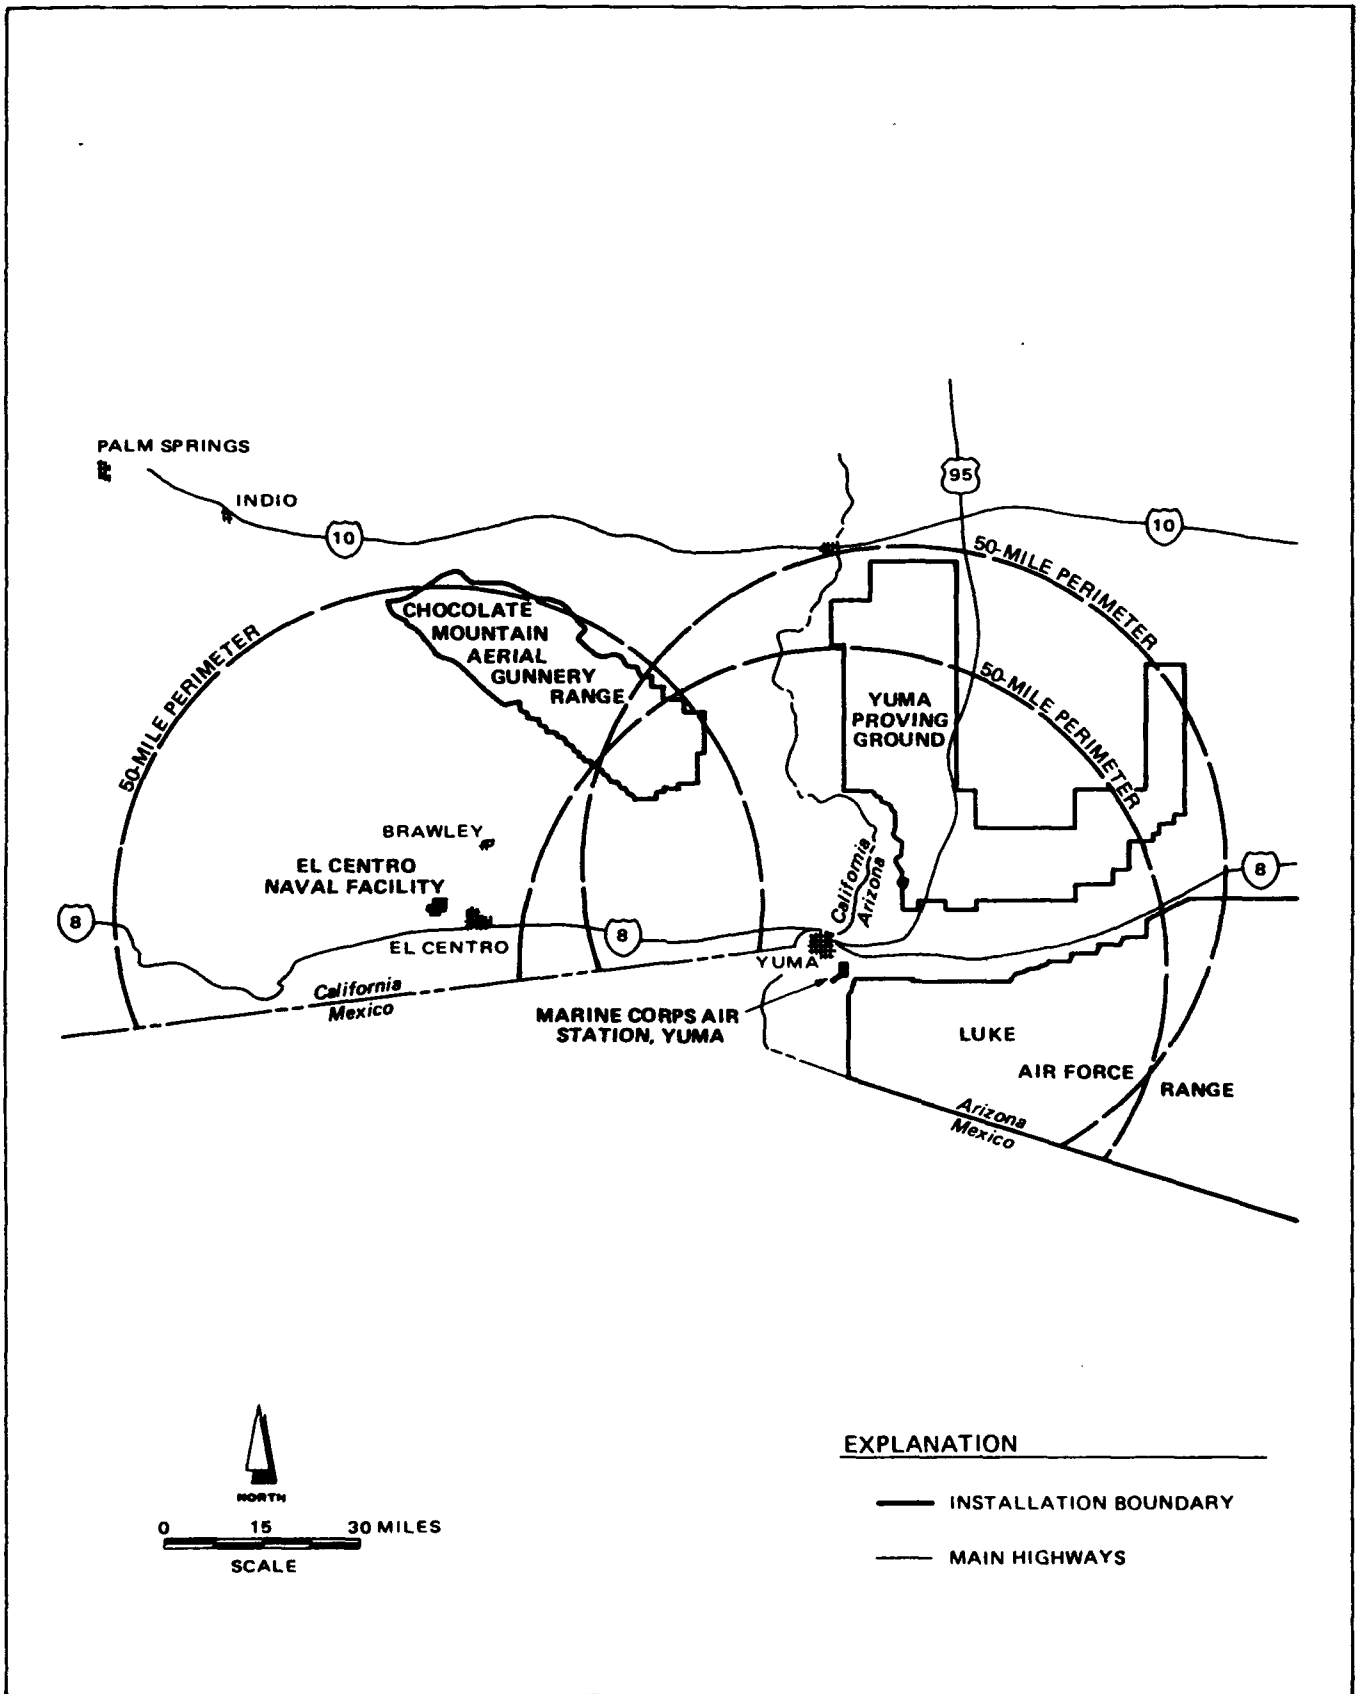 PALM SPRINGS
INDIO
10
95
10
50-MILE PERIMETER
50-MILE PERIMETER
50-MILE PERIMETER
CHOCOLATE
MOUNTAIN
AERIAL
GUNNERY
RANGE
YUMA
PROVING
GROUND
BRAWLEY
EL CENTRO
NAVAL FACILITY
8
EL CENTRO
8
California
Arizona
8
YUMA
California
Mexico
MARINE CORPS AIR
STATION, YUMA
LUKE
AIR FORCE
RANGE
Arizona
Mexico
NORTH
0 15 30 MILES
SCALE
EXPLANATION
INSTALLATION BOUNDARY
MAIN HIGHWAYS